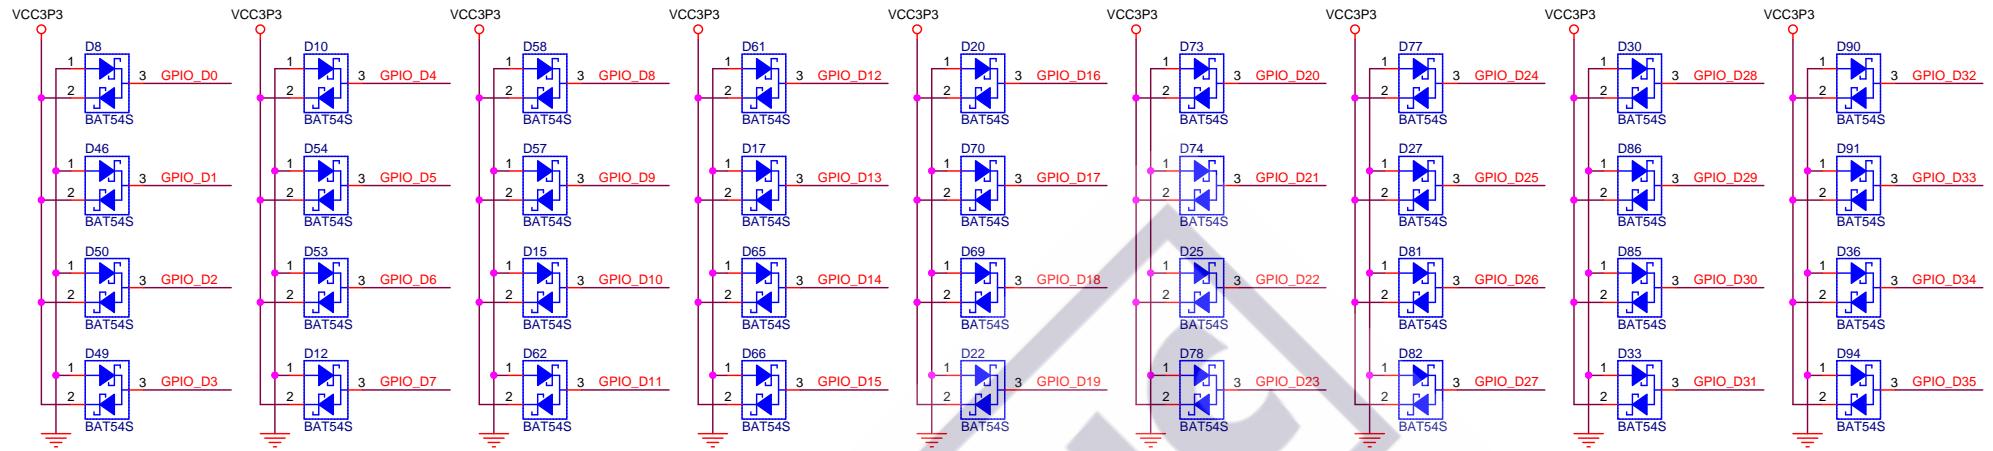 VCC3P3 VCC3P3 VCC3P3 VCC3P3 VCC3P3 VCC3P3 VCC3P3 VCC3P3 VCC3P3
D8 D10 D58 D61 D20 D73 D77 D30 D90
1 1 1 1 1 1 1 1 1
3 GPIO_D0 3 GPIO_D4 3 GPIO_D8 3 GPIO_D12 3 GPIO_D16 3 GPIO_D20 3 GPIO_D24 3 GPIO_D28 3 GPIO_D32
2 2 2 2 2 2 2 2 2
BAT54S BAT54S BAT54S BAT54S BAT54S BAT54S BAT54S BAT54S BAT54S
D46 D54 D57 D17 D70 D74 D27 D86 D91
1 1 1 1 1 1 1 1 1
3 GPIO_D1 3 GPIO_D5 3 GPIO_D9 3 GPIO_D13 3 GPIO_D17 3 GPIO_D21 3 GPIO_D25 3 GPIO_D29 3 GPIO_D33
2 2 2 2 2 2 2 2 2
BAT54S BAT54S BAT54S BAT54S BAT54S BAT54S BAT54S BAT54S BAT54S
D50 D53 D15 D65 D69 D25 D81 D85 D36
1 1 1 1 1 1 1 1 1
3 GPIO_D2 3 GPIO_D6 3 GPIO_D10 3 GPIO_D14 3 GPIO_D18 3 GPIO_D22 3 GPIO_D26 3 GPIO_D30 3 GPIO_D34
2 2 2 2 2 2 2 2 2
BAT54S BAT54S BAT54S BAT54S BAT54S BAT54S BAT54S BAT54S BAT54S
D49 D12 D62 D66 D22 D78 D82 D33 D94
1 1 1 1 1 1 1 1 1
3 GPIO_D3 3 GPIO_D7 3 GPIO_D11 3 GPIO_D15 3 GPIO_D19 3 GPIO_D23 3 GPIO_D27 3 GPIO_D31 3 GPIO_D35
2 2 2 2 2 2 2 2 2
BAT54S BAT54S BAT54S BAT54S BAT54S BAT54S BAT54S BAT54S BAT54S